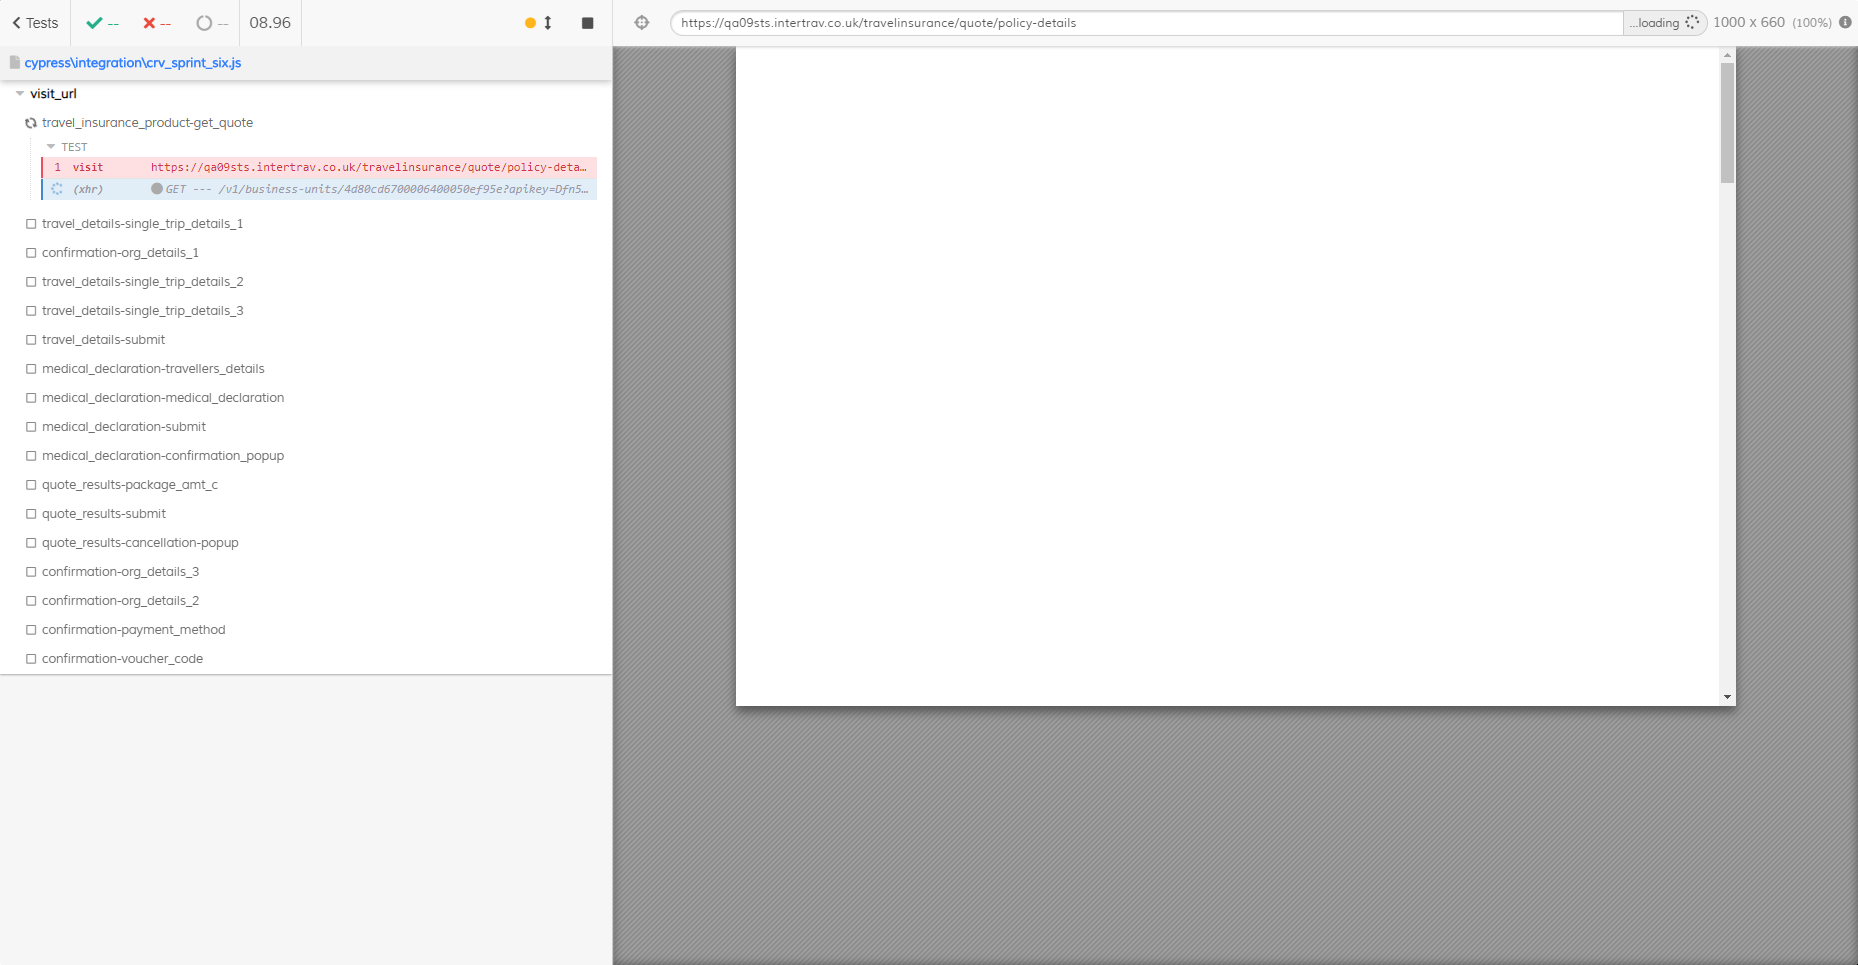 Tests -- -- -- 08.96
https://qa09sts.intertrav.co.uk/travelinsurance/quote/policy-details ...loading 1000 x 660 (100%)
cypress\integration\crv_sprint_six.js
visit_url
travel_insurance_product-get_quote
TEST
1 visit https://qa09sts.intertrav.co.uk/travelinsurance/quote/policy-deta...
(xhr) GET --- /v1/business-units/4d80cd6700006400050ef95e?apikey=Dfn5...
travel_details-single_trip_details_1
confirmation-org_details_1
travel_details-single_trip_details_2
travel_details-single_trip_details_3
travel_details-submit
medical_declaration-travellers_details
medical_declaration-medical_declaration
medical_declaration-submit
medical_declaration-confirmation_popup
quote_results-package_amt_c
quote_results-submit
quote_results-cancellation-popup
confirmation-org_details_3
confirmation-org_details_2
confirmation-payment_method
confirmation-voucher_code